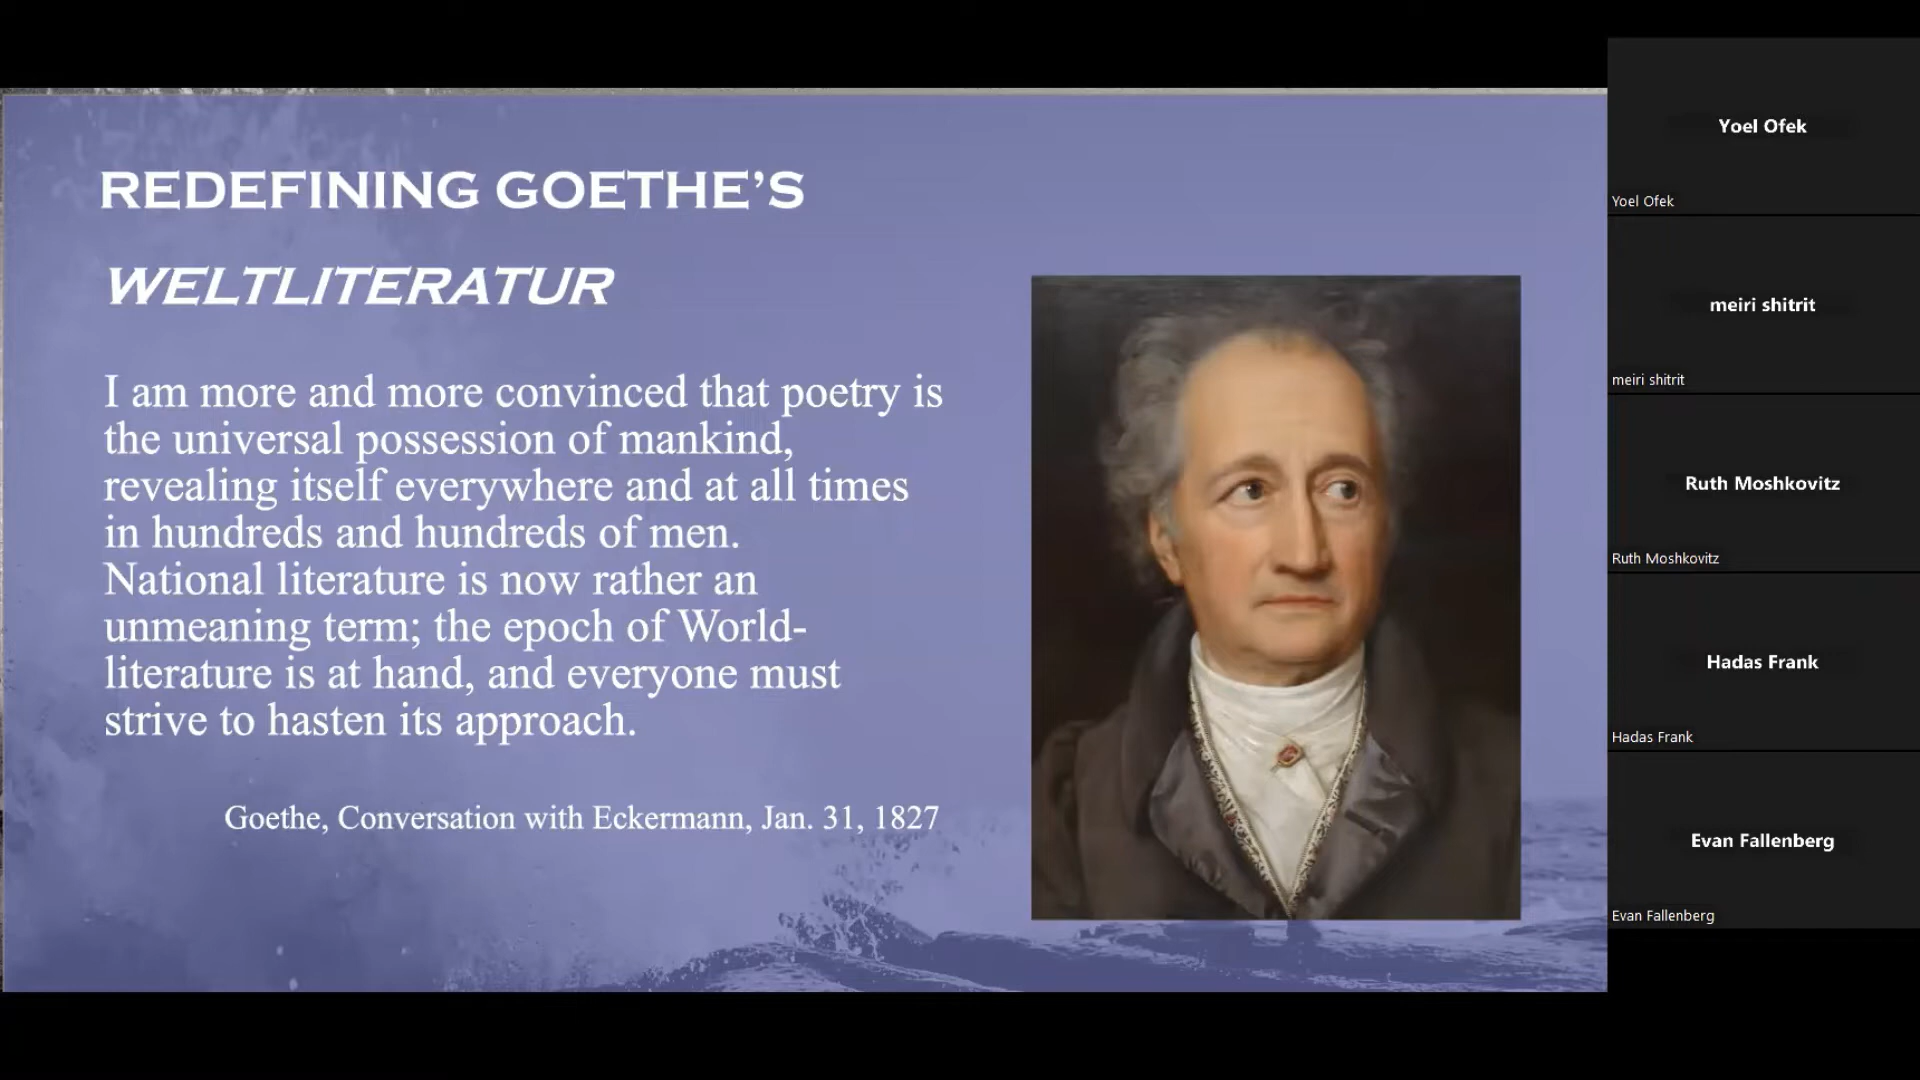 REDEFINING GOETHE'S
WELTLITERATUR
I am more and more convinced that poetry is
the universal possession of mankind,
revealing itself everywhere and at all times
in hundreds and hundreds of men.
National literature is now rather an
unmeaning term; the epoch of World-
literature is at hand, and everyone must
strive to hasten its approach.
Goethe, Conversation with Eckermann, Jan. 31, 1827
Yoel Ofek
Yoel Ofek
meiri shitrit
meiri shitrit
Ruth Moshkovitz
Ruth Moshkovitz
Hadas Frank
Hadas Frank
Evan Fallenberg
Evan Fallenberg